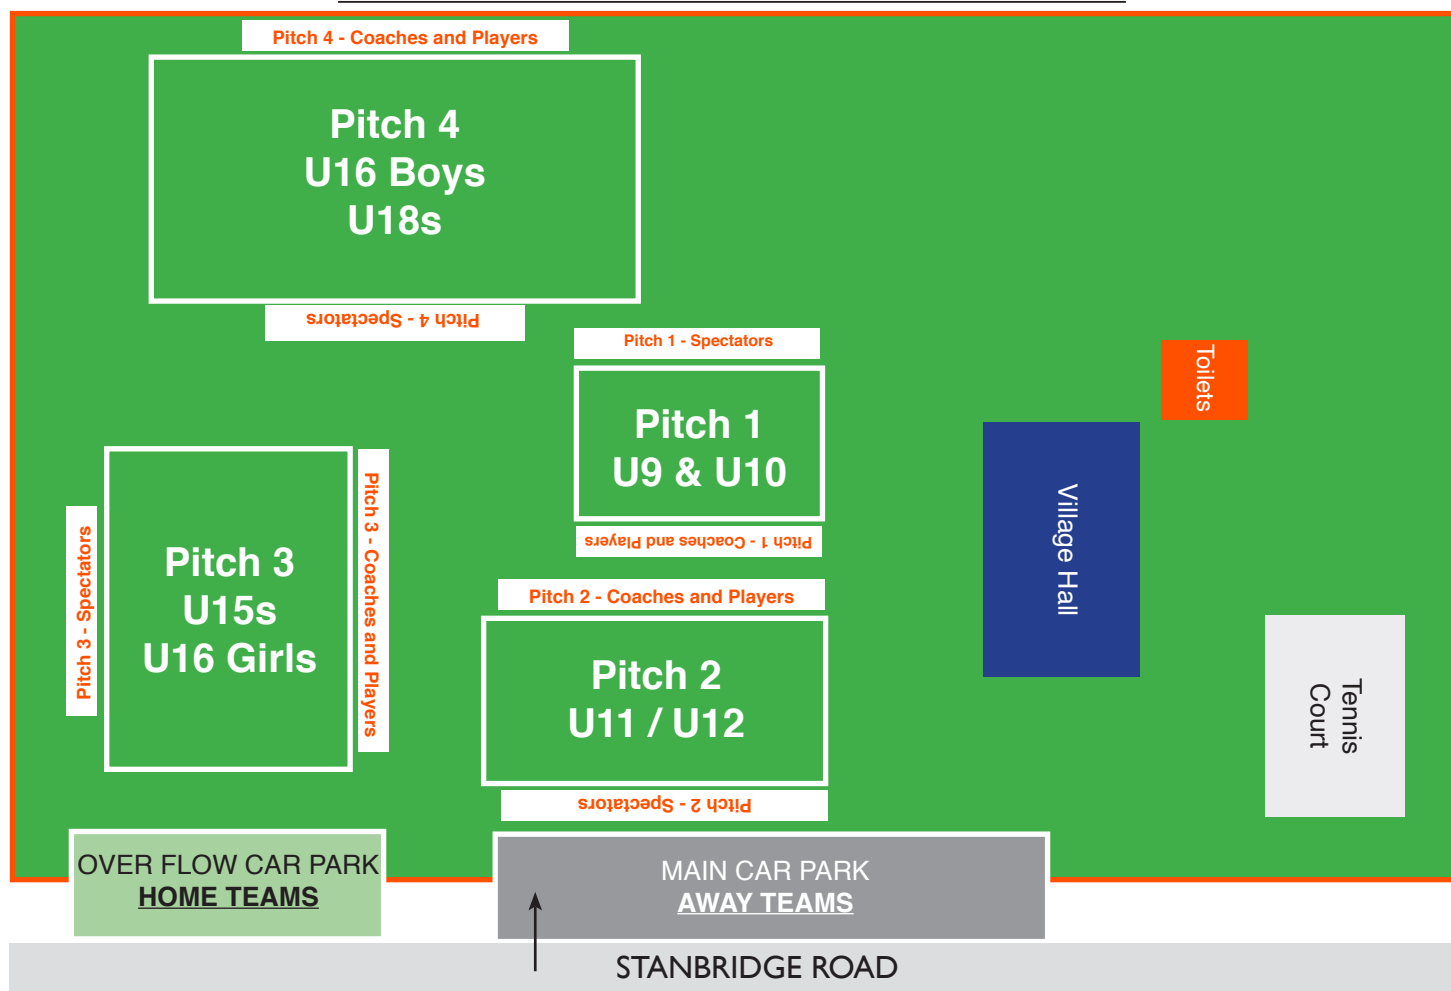 Pitch 4 - Coaches and Players
Pitch 4
U16 Boys
U18s
Pitch 4 - Spectators
Pitch 1 - Spectators
Pitch 1
U9 & U10
Pitch 1 - Coaches and Players
Toilets
Village Hall
Pitch 3 - Spectators
Pitch 3
U15s
U16 Girls
Pitch 3 - Coaches and Players
Pitch 2 - Coaches and Players
Pitch 2
U11 / U12
Pitch 2 - Spectators
Tennis
Court
OVER FLOW CAR PARK
HOME TEAMS
MAIN CAR PARK
AWAY TEAMS
STANBRIDGE ROAD